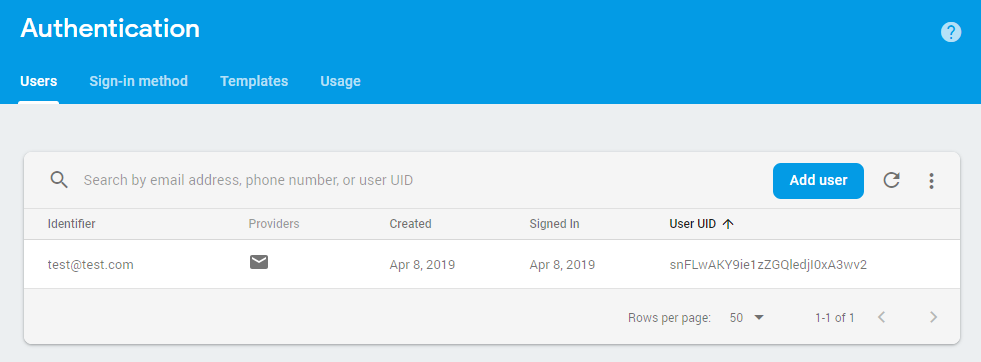 Authentication
Users Sign-in method Templates Usage
Search by email address, phone number, or user UID Add user
Identifier Providers Created Signed In User UID
test@test.com Apr 8, 2019 Apr 8, 2019 snFLwAKY9ie1zZGQledjI0xA3wv2
Rows per page: 50 1-1 of 1